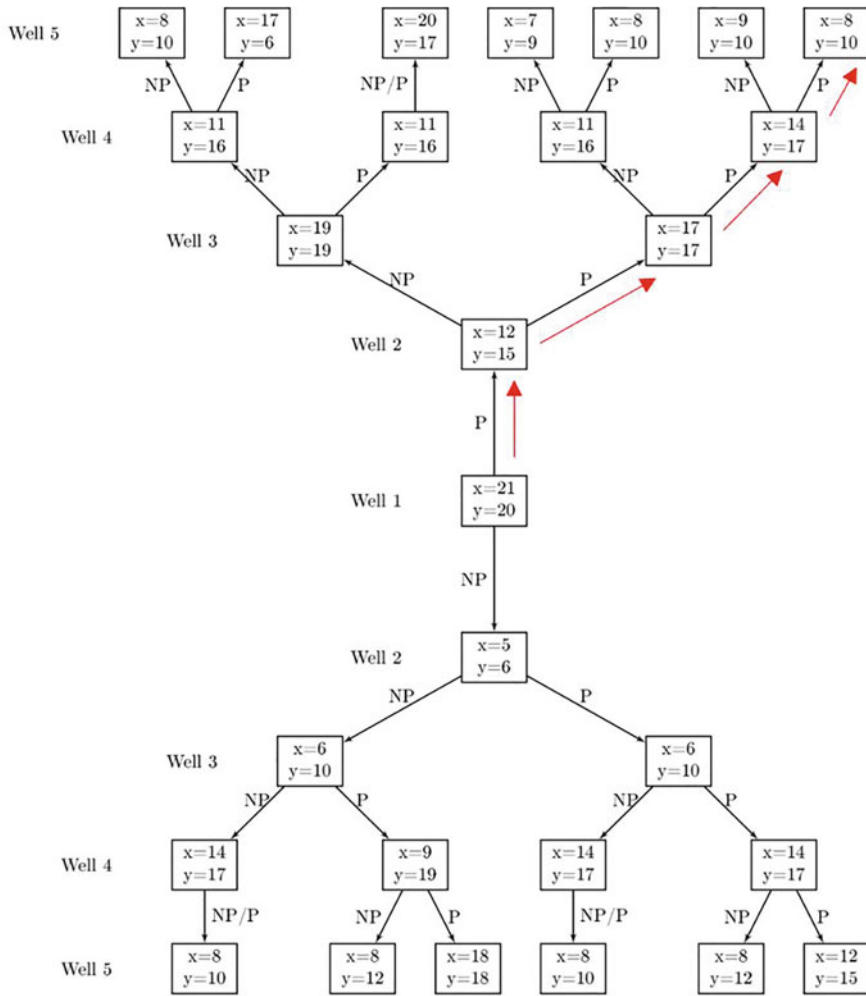 Well 5
x=8
y=10
x=17
y=6
x=20
y=17
x=7
y=9
x=8
y=10
x=9
y=10
x=8
y=10
NP
P
NP/P
NP
P
NP
P
Well 4
x=11
y=16
x=11
y=16
x=11
y=16
x=14
y=17
NP
P
NP
P
Well 3
x=19
y=19
x=17
y=17
NP
P
Well 2
x=12
y=15
P
Well 1
x=21
y=20
NP
Well 2
x=5
y=6
NP
P
Well 3
x=6
y=10
x=6
y=10
NP
P
NP
P
Well 4
x=14
y=17
x=9
y=19
x=14
y=17
x=14
y=17
NP/P
NP
P
NP/P
NP
P
Well 5
x=8
y=10
x=8
y=12
x=18
y=18
x=8
y=10
x=8
y=12
x=12
y=15